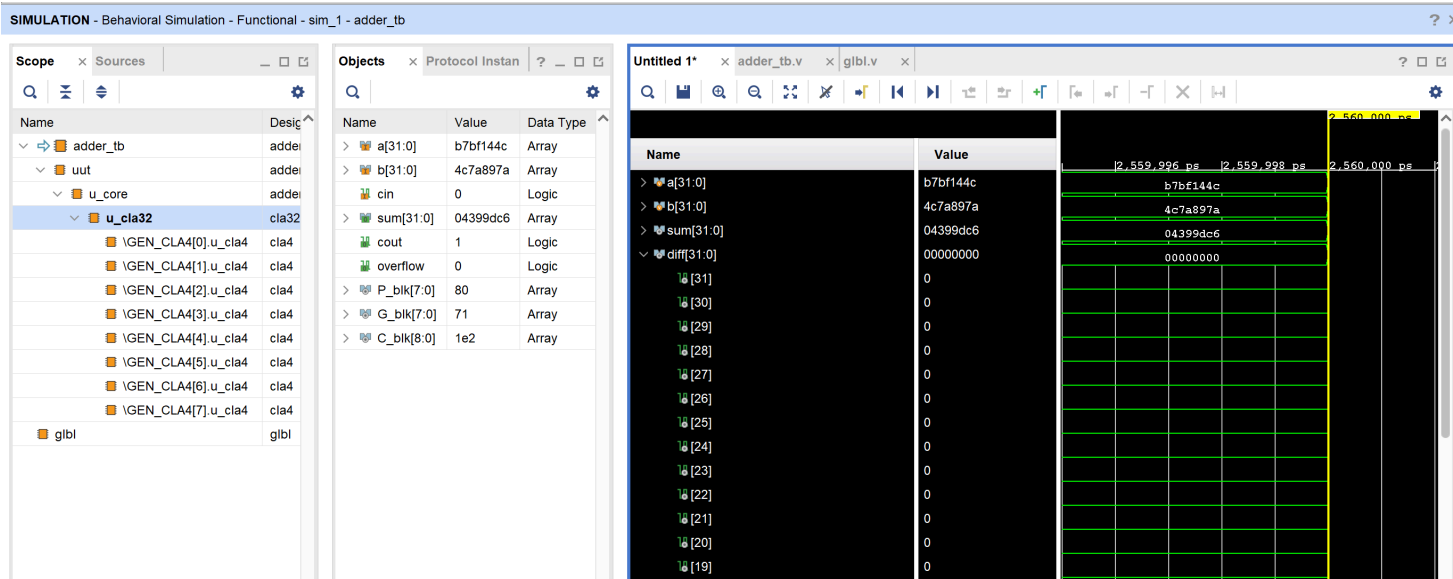 SIMULATION - Behavioral Simulation - Functional - sim_1 - adder_tb
Scope Sources
Name Desig
adder_tb adder
uut adder
u_core adder
u_cla32 cla32
\GEN_CLA4[0].u_cla4 cla4
\GEN_CLA4[1].u_cla4 cla4
\GEN_CLA4[2].u_cla4 cla4
\GEN_CLA4[3].u_cla4 cla4
\GEN_CLA4[4].u_cla4 cla4
\GEN_CLA4[5].u_cla4 cla4
\GEN_CLA4[6].u_cla4 cla4
\GEN_CLA4[7].u_cla4 cla4
glbl glbl
Objects Protocol Instan
Name Value Data Type
a[31:0] b7bf144c Array
b[31:0] 4c7a897a Array
cin 0 Logic
sum[31:0] 04399dc6 Array
cout 1 Logic
overflow 0 Logic
P_blk[7:0] 80 Array
G_blk[7:0] 71 Array
C_blk[8:0] 1e2 Array
Untitled 1* adder_tb.v glbl.v
2,560,000 ps
Name Value
2,559,996 ps 2,559,998 ps 2,560,000 ps
a[31:0] b7bf144c b7bf144c
b[31:0] 4c7a897a 4c7a897a
sum[31:0] 04399dc6 04399dc6
diff[31:0] 00000000 00000000
[31] 0
[30] 0
[29] 0
[28] 0
[27] 0
[26] 0
[25] 0
[24] 0
[23] 0
[22] 0
[21] 0
[20] 0
[19] 0